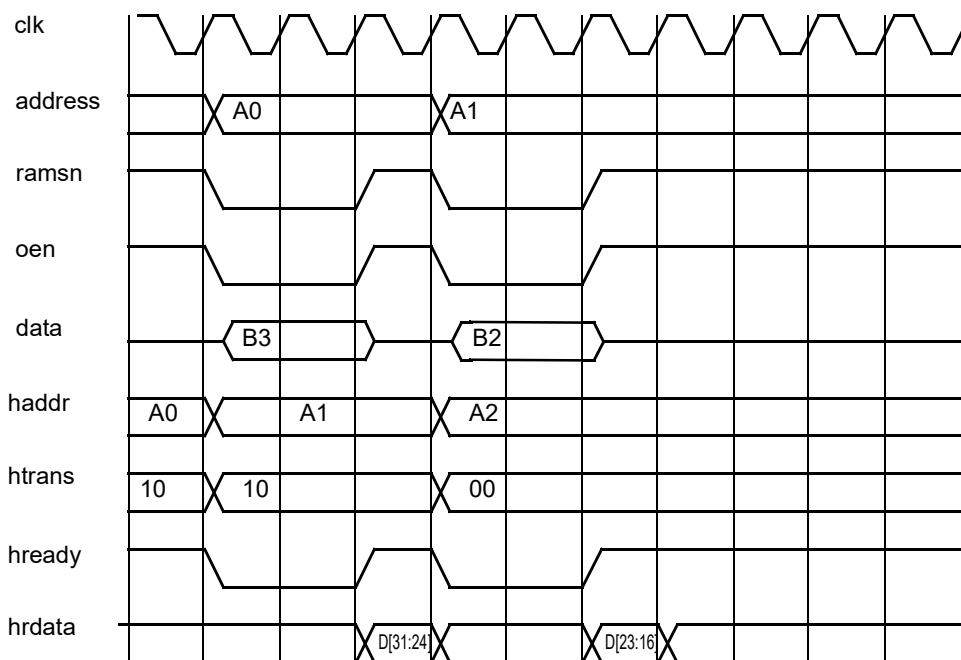 clk
address A0 A1
ramsn
oen
data B3 B2
haddr A0 A1 A2
htrans 10 10 00
hready
hrdata D[31:24] D[23:16]